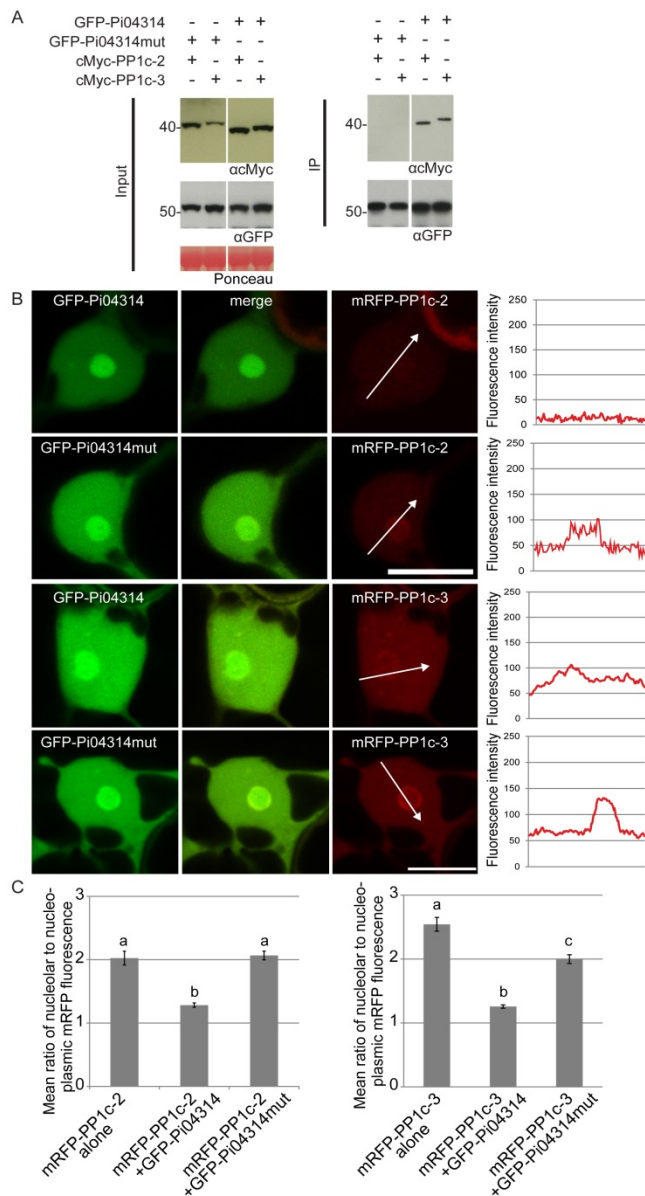 A
GFP-Pi04314 - - + + - - + +
GFP-Pi04314mut + + - - + + - -
cMyc-PP1c-2 + - + - + - + -
cMyc-PP1c-3 - + - + - + - +
40-
αcMyc
50-
αGFP
Ponceau
Input
40-
αcMyc
50-
αGFP
IP
B
GFP-Pi04314 merge mRFP-PP1c-2
Fluorescence intensity
250
200
150
100
50
0
GFP-Pi04314mut mRFP-PP1c-2
Fluorescence intensity
250
200
150
100
50
0
GFP-Pi04314 mRFP-PP1c-3
Fluorescence intensity
250
200
150
100
50
0
GFP-Pi04314mut mRFP-PP1c-3
Fluorescence intensity
250
200
150
100
50
0
C
Mean ratio of nucleolar to nucleo-
plasmic mRFP fluorescence
3
2
1
0
a
b
a
mRFP-PP1c-2
alone
mRFP-PP1c-2
+GFP-Pi04314
mRFP-PP1c-2
+GFP-Pi04314mut
Mean ratio of nucleolar to nucleo-
plasmic mRFP fluorescence
3
2
1
0
a
b
c
mRFP-PP1c-3
alone
mRFP-PP1c-3
+GFP-Pi04314
mRFP-PP1c-3
+GFP-Pi04314mut